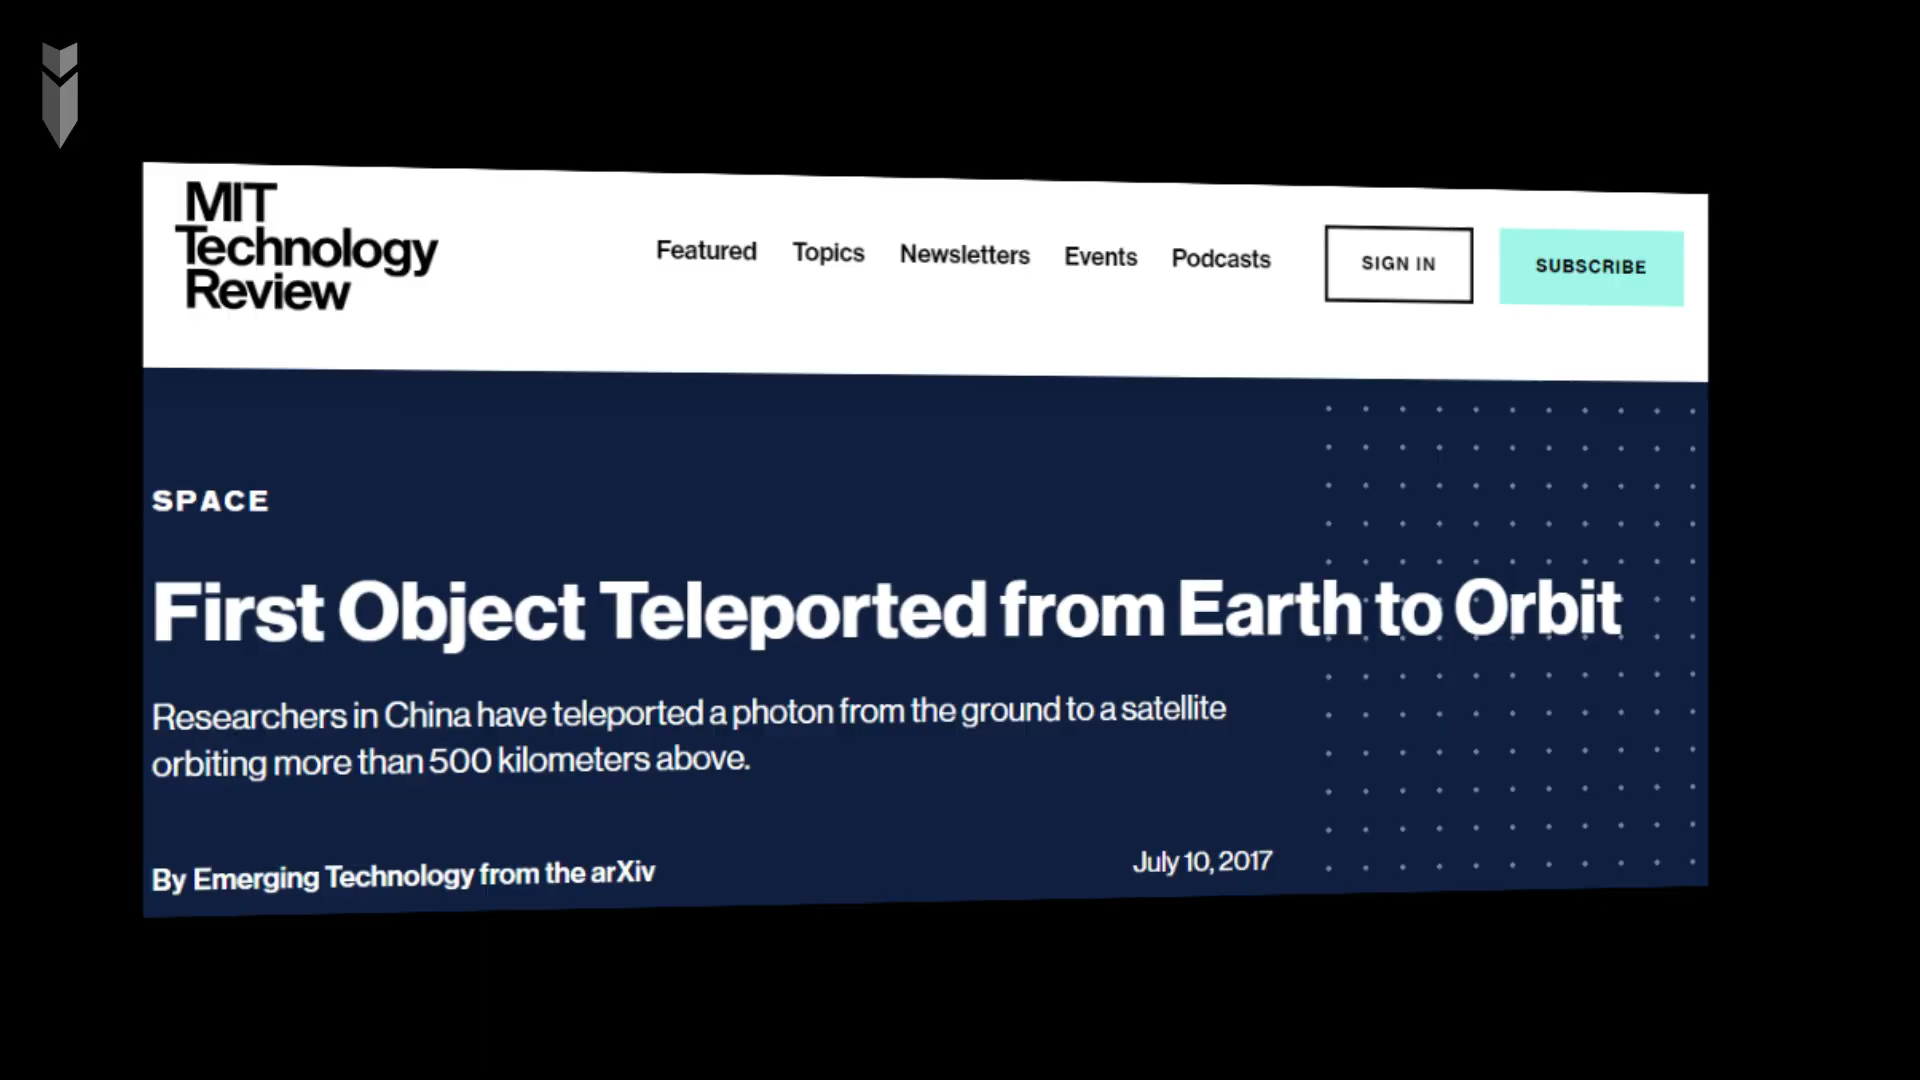 MIT
Technology
Review
Featured Topics Newsletters Events Podcasts SIGN IN SUBSCRIBE
SPACE
First Object Teleported from Earth to Orbit
Researchers in China have teleported a photon from the ground to a satellite
orbiting more than 500 kilometers above.
By Emerging Technology from the arXiv July 10, 2017